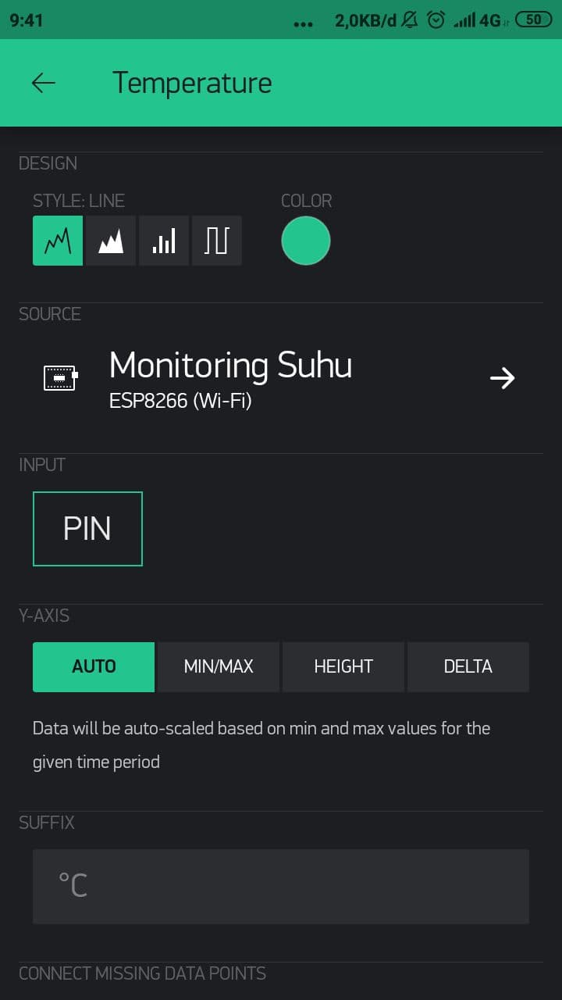 9:41 ... 2,0KB/d 4G 50
Temperature
DESIGN
STYLE: LINE COLOR
SOURCE
Monitoring Suhu
ESP8266 (Wi-Fi)
INPUT
PIN
Y-AXIS
AUTO MIN/MAX HEIGHT DELTA
Data will be auto-scaled based on min and max values for the
given time period
SUFFIX
°C
CONNECT MISSING DATA POINTS